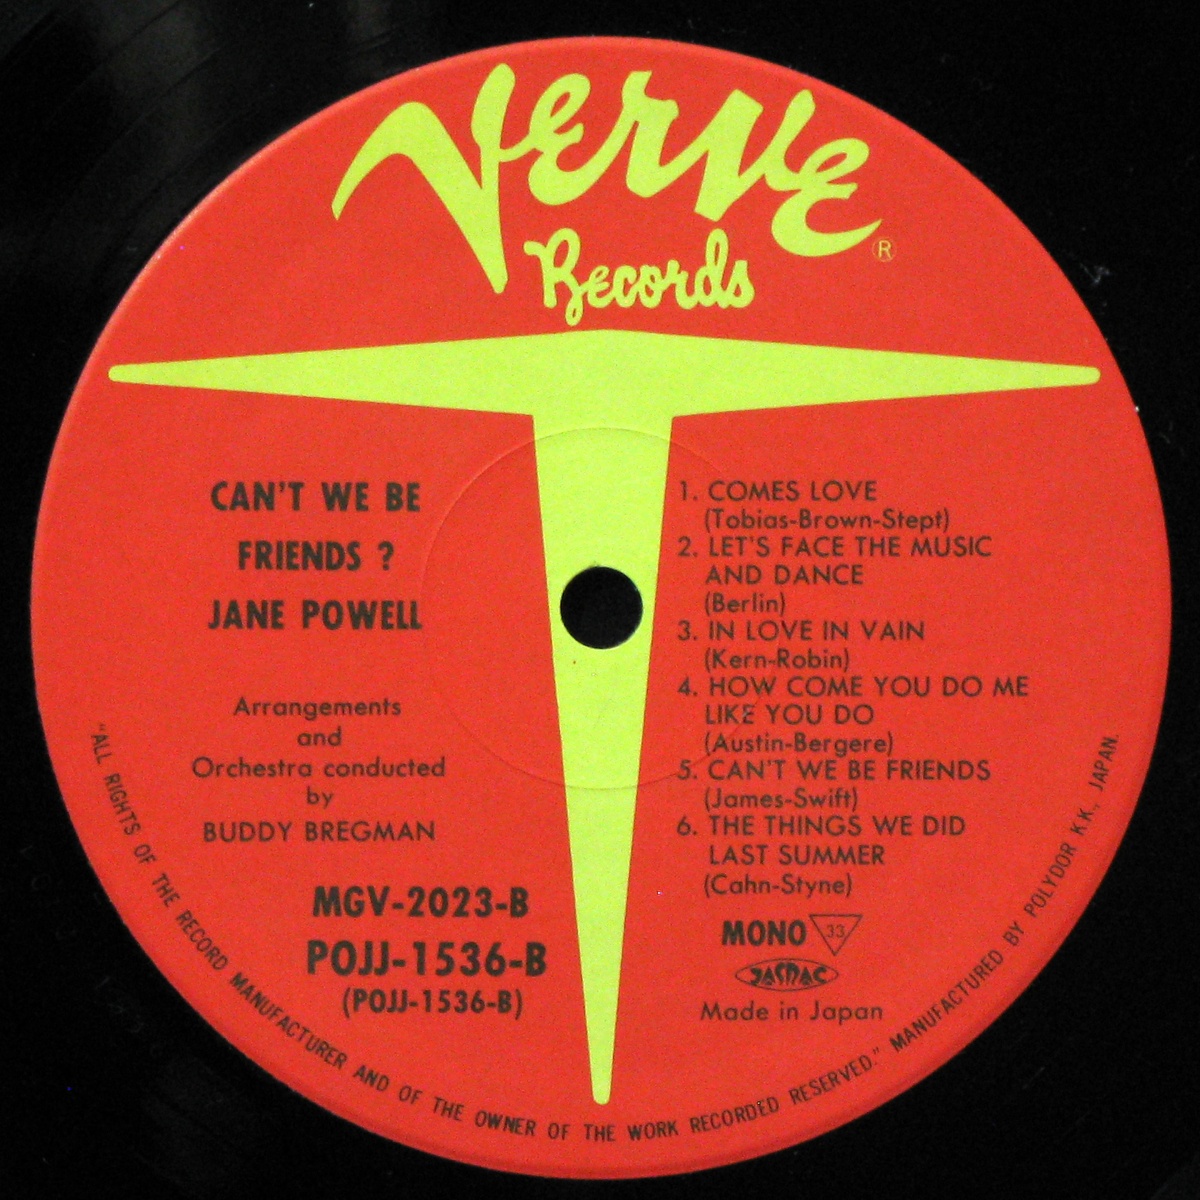 Verve
Records
®
CAN'T WE BE
FRIENDS ?
JANE POWELL
Arrangements
and
Orchestra conducted
by
BUDDY BREGMAN
MGV-2023-B
POJJ-1536-B
(POJJ-1536-B)
1. COMES LOVE
(Tobias-Brown-Stept)
2. LET'S FACE THE MUSIC
AND DANCE
(Berlin)
3. IN LOVE IN VAIN
(Kern-Robin)
4. HOW COME YOU DO ME
LIKE YOU DO
(Austin-Bergere)
5. CAN'T WE BE FRIENDS
(James-Swift)
6. THE THINGS WE DID
LAST SUMMER
(Cahn-Styne)
MONO 33
JASRAC
Made in Japan
"ALL RIGHTS OF THE RECORD MANUFACTURER AND OF THE OWNER OF THE WORK RECORDED RESERVED." MANUFACTURED BY POLYDOR K.K., JAPAN.